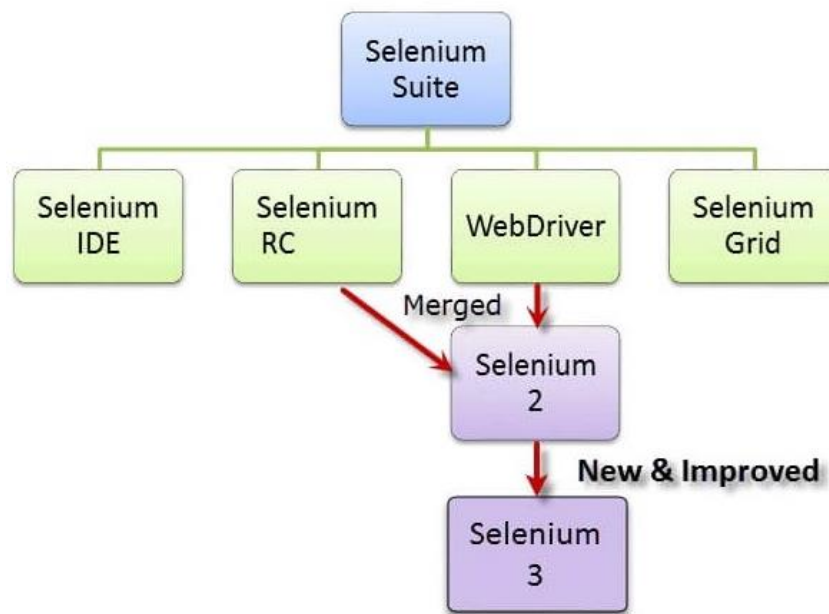 Selenium
Suite
Selenium
IDE
Selenium
RC
WebDriver
Selenium
Grid
Merged
Selenium
2
New & Improved
Selenium
3